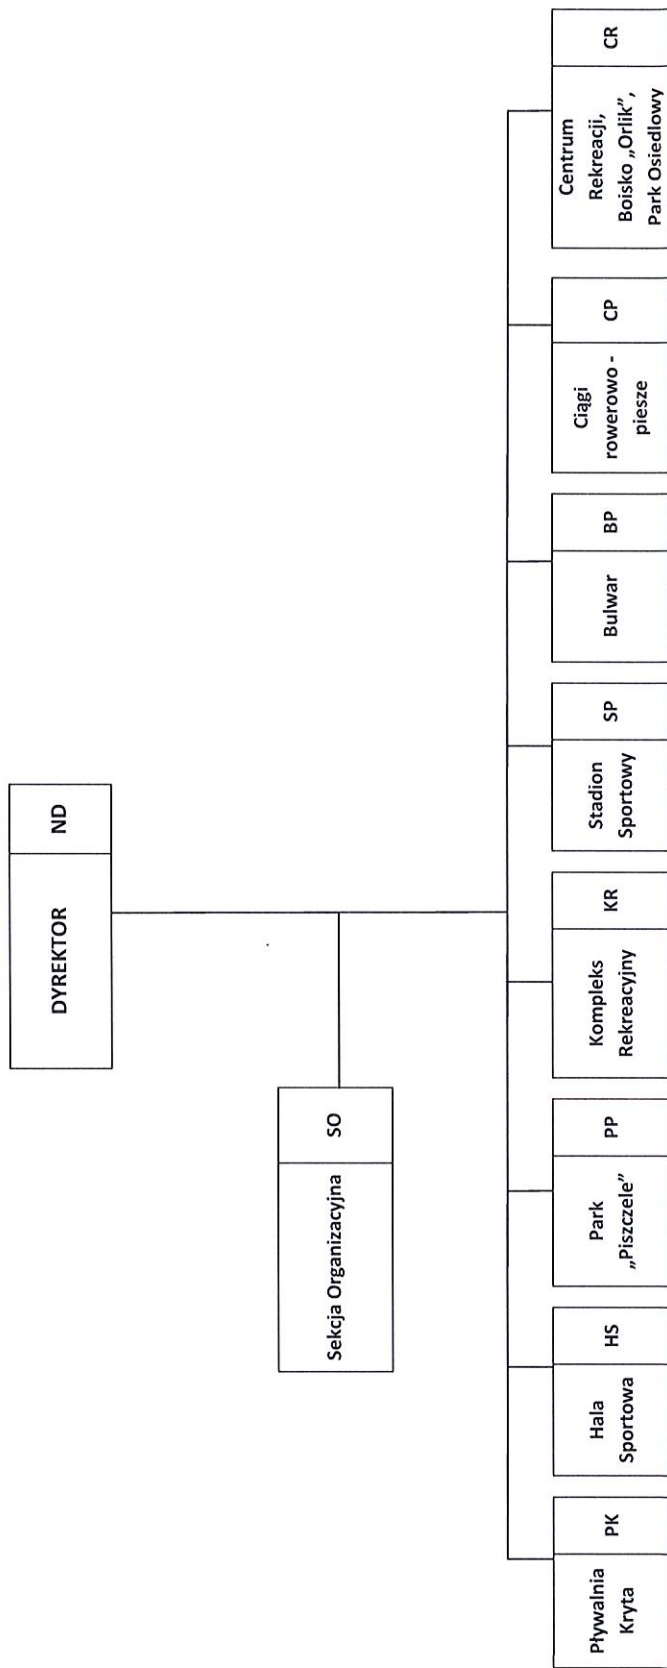 DYREKTOR
ND
Sekcja Organizacyjna
SO
Pływalnia
Kryta
PK
Hala
Sportowa
HS
Park
„Piszczele”
PP
Kompleks
Rekreacyjny
KR
Stadion
Sportowy
SP
Bulwar
BP
Ciągi
rowerowo -
piesze
CP
Centrum
Rekreacji,
Boisko „Orlik”,
Park Osiedlowy
CR